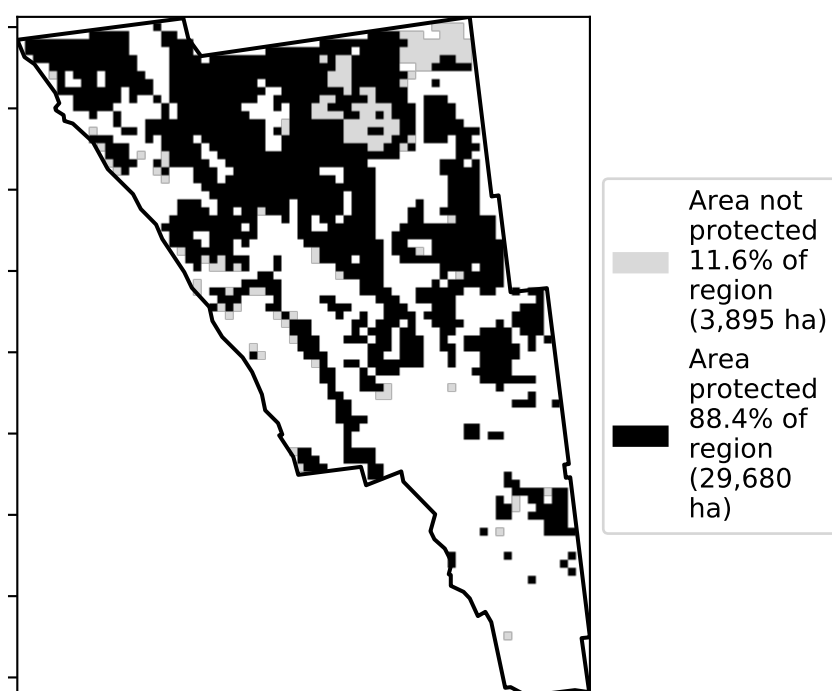 Area not
protected
11.6% of
region
(3,895 ha)
Area
protected
88.4% of
region
(29,680
ha)